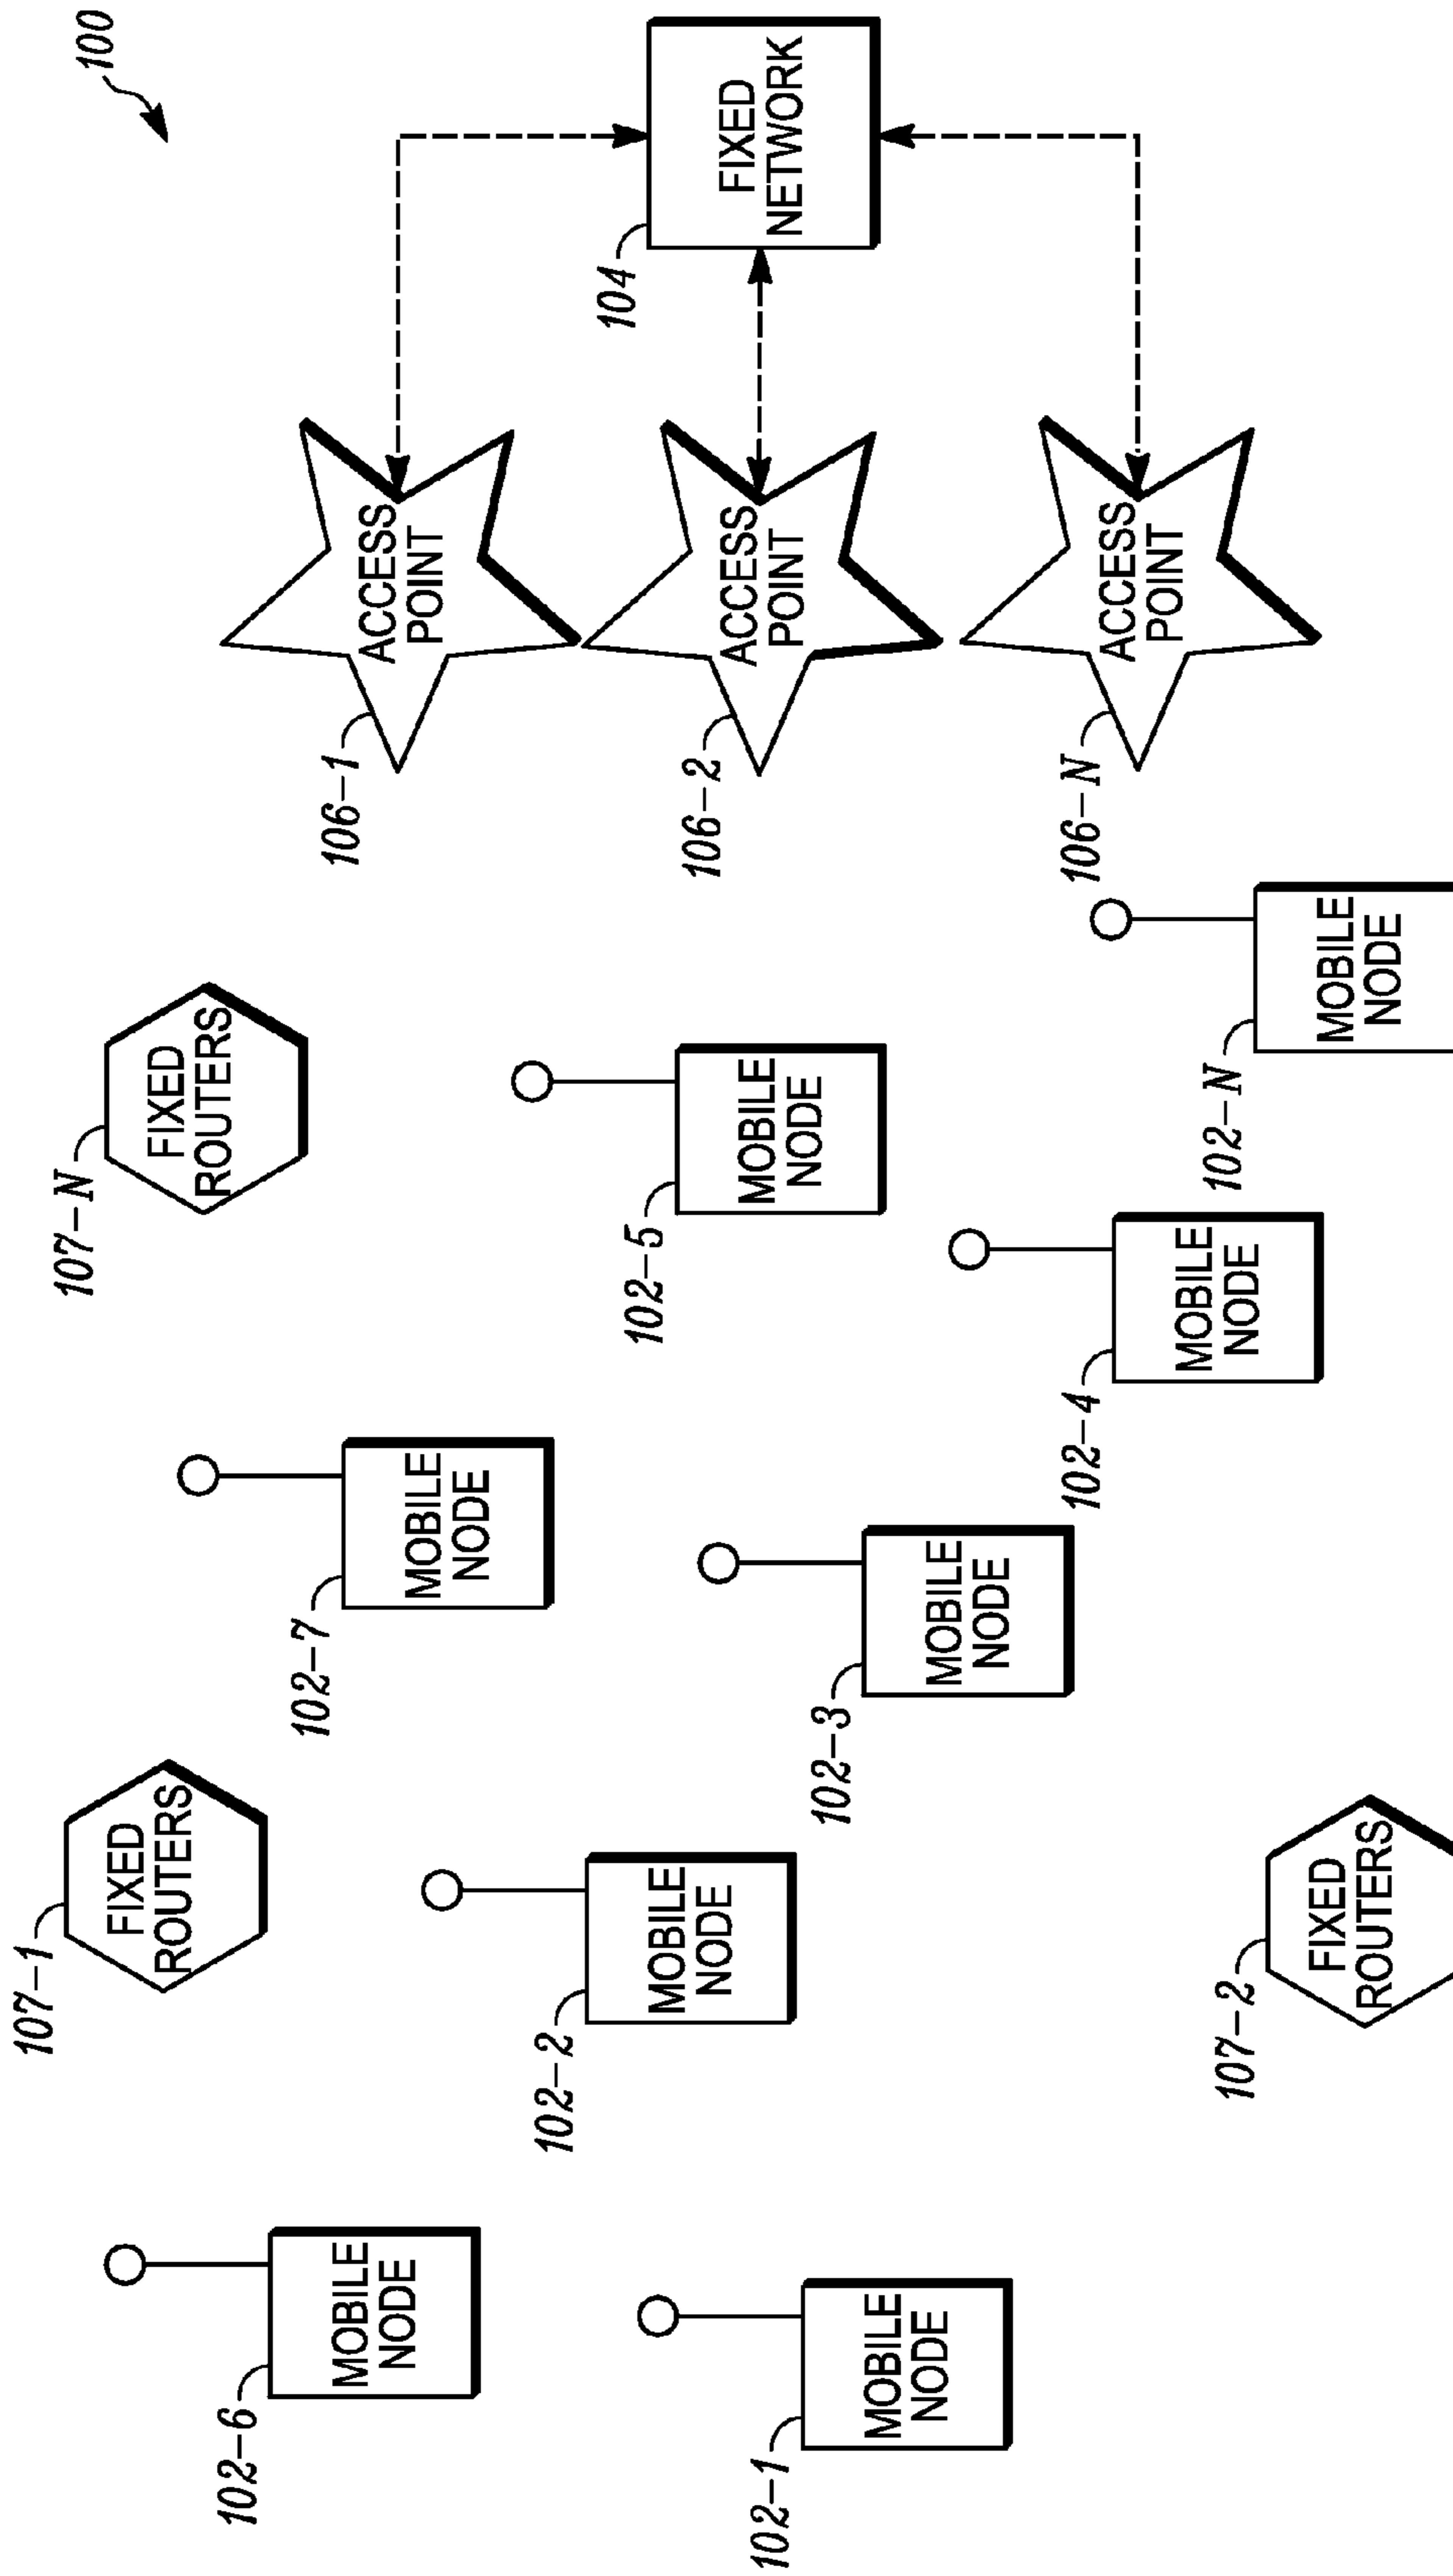 100
107-1
FIXED
ROUTERS
107-N
FIXED
ROUTERS
102-6
MOBILE
NODE
102-7
MOBILE
NODE
106-1
ACCESS
POINT
102-2
MOBILE
NODE
102-5
MOBILE
NODE
106-2
ACCESS
POINT
104
FIXED
NETWORK
102-1
MOBILE
NODE
102-3
MOBILE
NODE
102-4
MOBILE
NODE
106-N
ACCESS
POINT
107-2
FIXED
ROUTERS
102-N
MOBILE
NODE